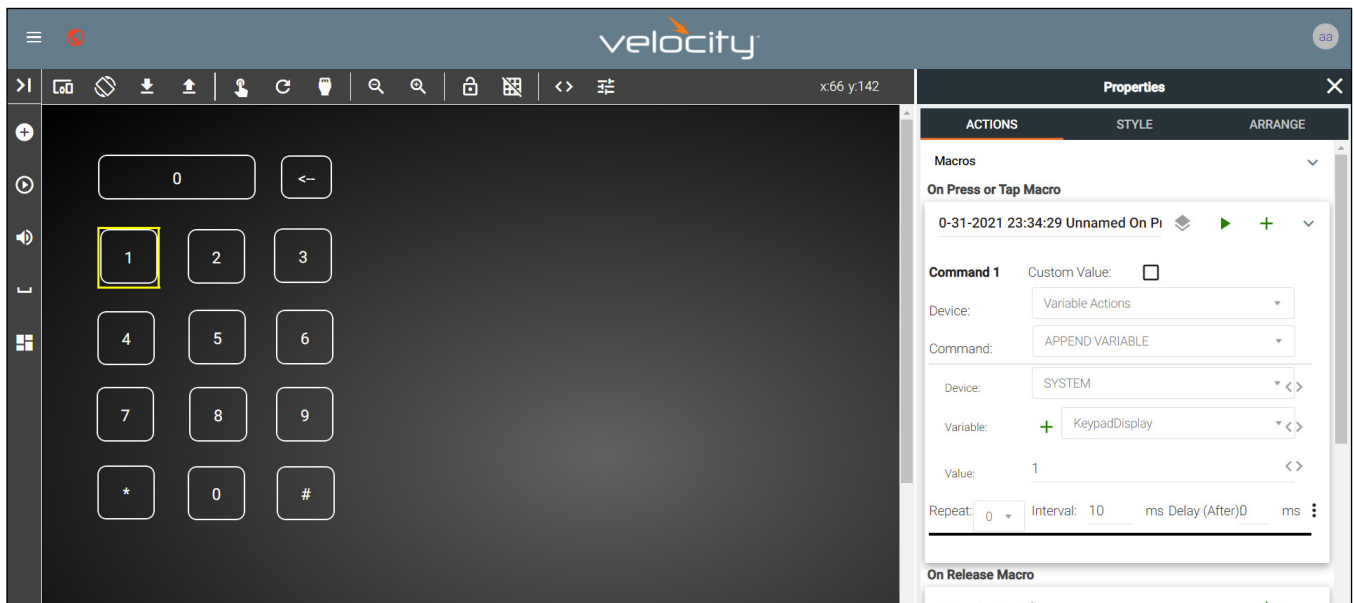 velocity
aa
x:66 y:142
Properties
ACTIONS STYLE ARRANGE
Macros
On Press or Tap Macro
0-31-2021 23:34:29 Unnamed On Pr
Command 1 Custom Value:
Device: Variable Actions
Command: APPEND VARIABLE
Device: SYSTEM
Variable: KeypadDisplay
Value: 1
Repeat: 0 Interval: 10 ms Delay (After): 0 ms
On Release Macro
0 <--
1 2 3
4 5 6
7 8 9
* 0 #